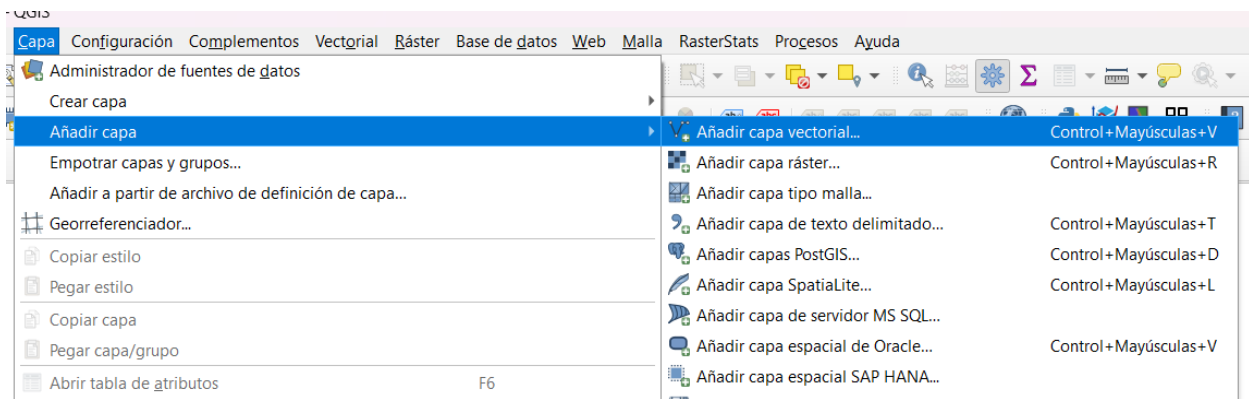 - QGIS
Capa Configuración Complementos Vectorial Ráster Base de datos Web Malla RasterStats Procesos Ayuda
Administrador de fuentes de datos
Crear capa
Añadir capa
Empotrar capas y grupos...
Añadir a partir de archivo de definición de capa...
Georreferenciador...
Copiar estilo
Pegar estilo
Copiar capa
Pegar capa/grupo
Abrir tabla de atributos F6
Añadir capa vectorial... Control+Mayúsculas+V
Añadir capa ráster... Control+Mayúsculas+R
Añadir capa tipo malla...
Añadir capa de texto delimitado... Control+Mayúsculas+T
Añadir capas PostGIS... Control+Mayúsculas+D
Añadir capa SpatiaLite... Control+Mayúsculas+L
Añadir capa de servidor MS SQL...
Añadir capa espacial de Oracle... Control+Mayúsculas+V
Añadir capa espacial SAP HANA...